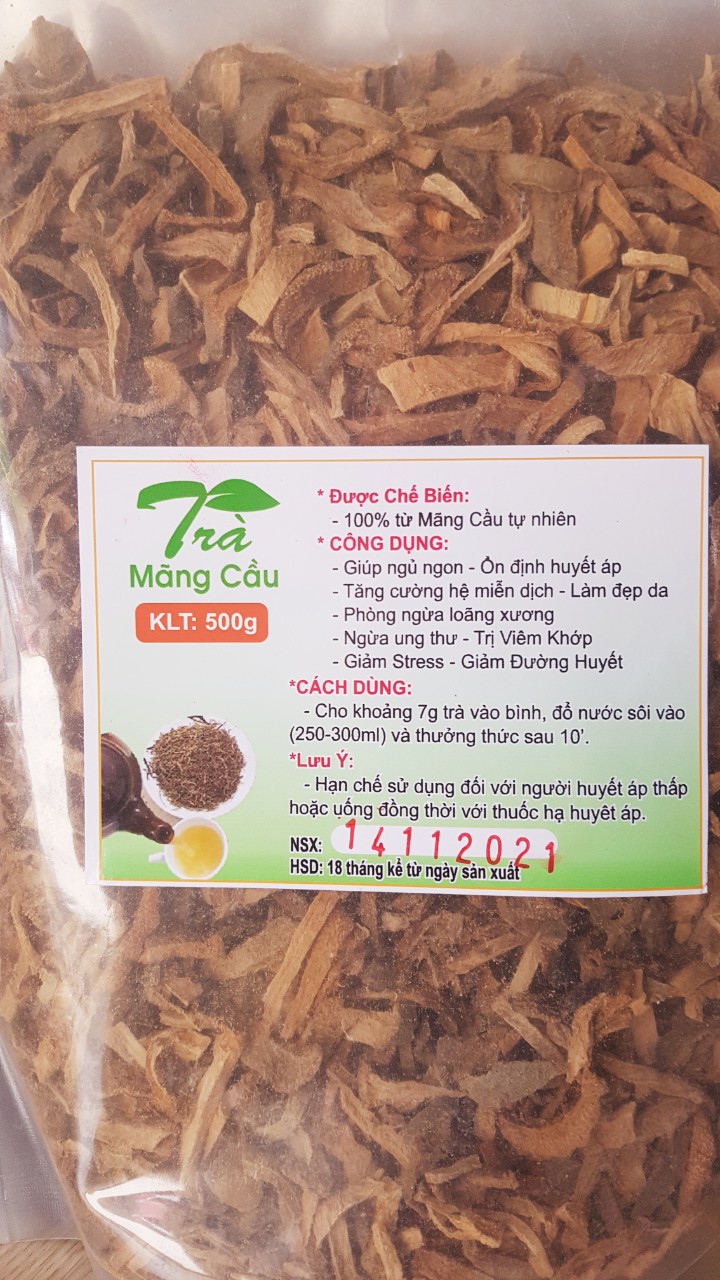 Trà
Mãng Cầu
KLT: 500g
* Được Chế Biến:
- 100% từ Mãng Cầu tự nhiên
* CÔNG DỤNG:
- Giúp ngủ ngon - Ổn định huyết áp
- Tăng cường hệ miễn dịch - Làm đẹp da
- Phòng ngừa loãng xương
- Ngừa ung thư - Trị Viêm Khớp
- Giảm Stress - Giảm Đường Huyết
*CÁCH DÙNG:
- Cho khoảng 7g trà vào bình, đổ nước sôi vào
(250-300ml) và thưởng thức sau 10'.
*Lưu Ý:
- Hạn chế sử dụng đối với người huyết áp thấp
hoặc uống đồng thời với thuốc hạ huyêt áp.
NSX: 14112021
HSD: 18 tháng kể từ ngày sản xuất